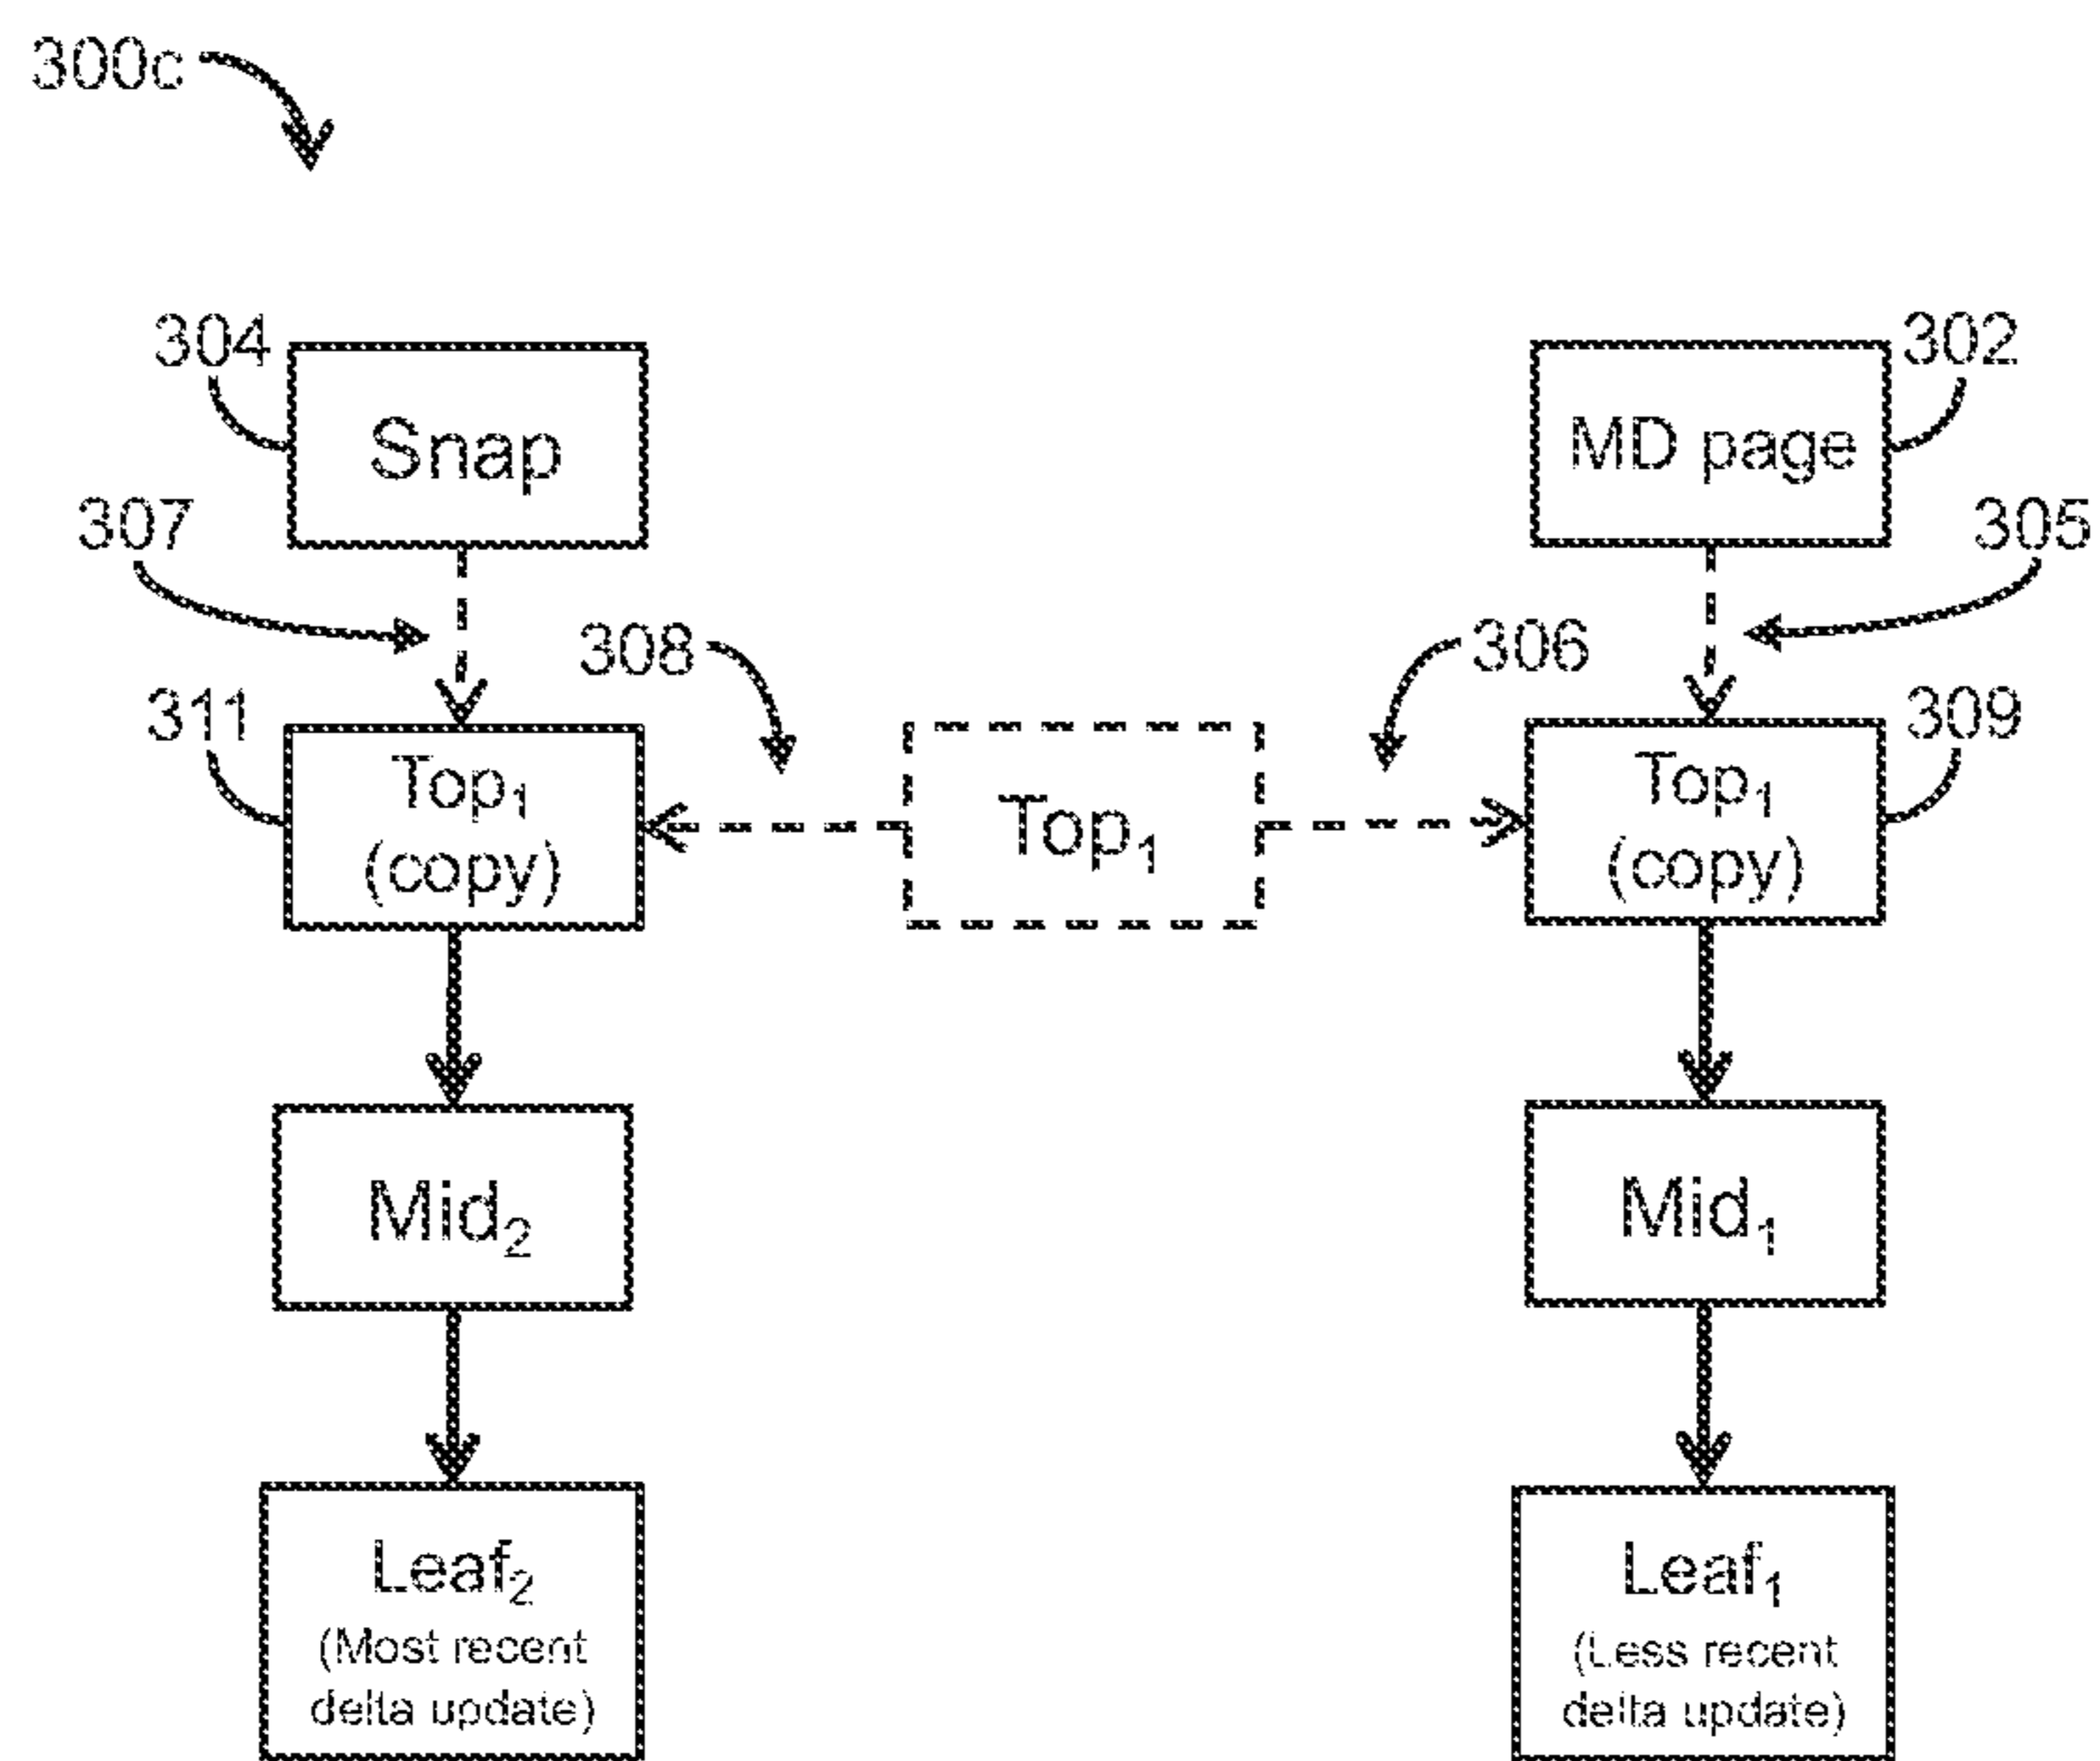 300c
304
Snap
MD page
302
307
305
308
306
311
Top₁
(copy)
Top₁
Top₁
(copy)
309
Mid₂
Mid₁
Leaf₂
(Most recent
delta update)
Leaf₁
(Less recent
delta update)